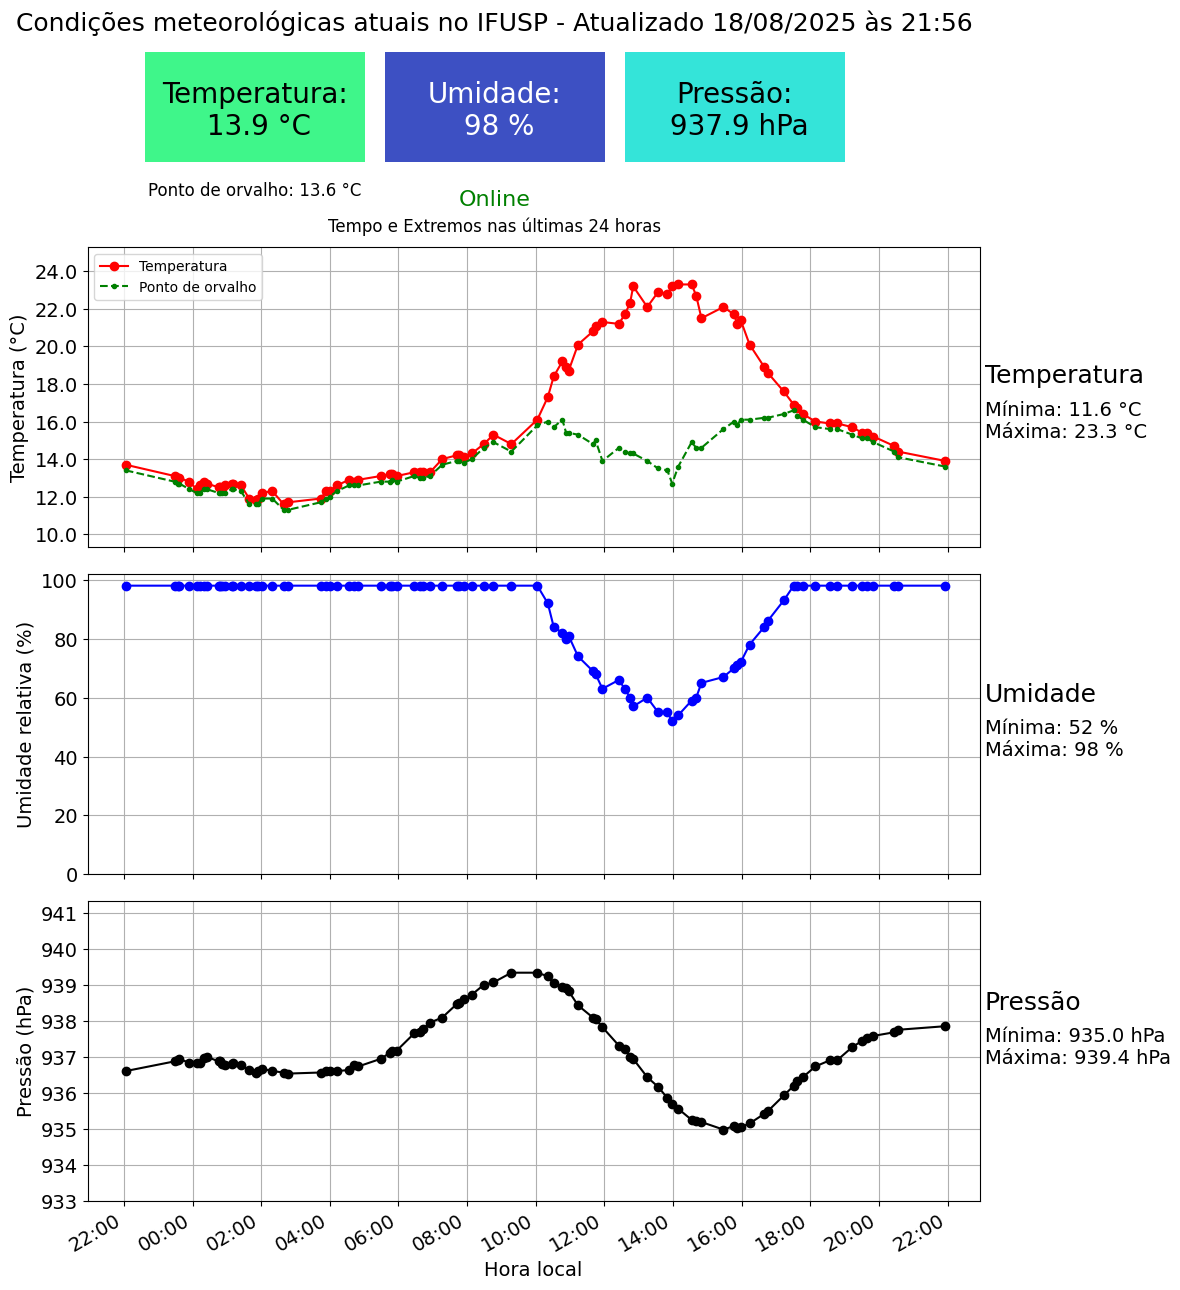 Condições meteorológicas atuais no IFUSP - Atualizado 18/08/2025 às 21:56
Temperatura:
13.9 °C
Umidade:
98 %
Pressão:
937.9 hPa
Ponto de orvalho: 13.6 °C
Online
Tempo e Extremos nas últimas 24 horas
Temperatura
Ponto de orvalho
Temperatura (°C)
24.0
22.0
20.0
18.0
16.0
14.0
12.0
10.0
Temperatura
Mínima: 11.6 °C
Máxima: 23.3 °C
Umidade relativa (%)
100
80
60
40
20
0
Umidade
Mínima: 52 %
Máxima: 98 %
Pressão (hPa)
941
940
939
938
937
936
935
934
933
Pressão
Mínima: 935.0 hPa
Máxima: 939.4 hPa
22:00 00:00 02:00 04:00 06:00 08:00 10:00 12:00 14:00 16:00 18:00 20:00 22:00
Hora local